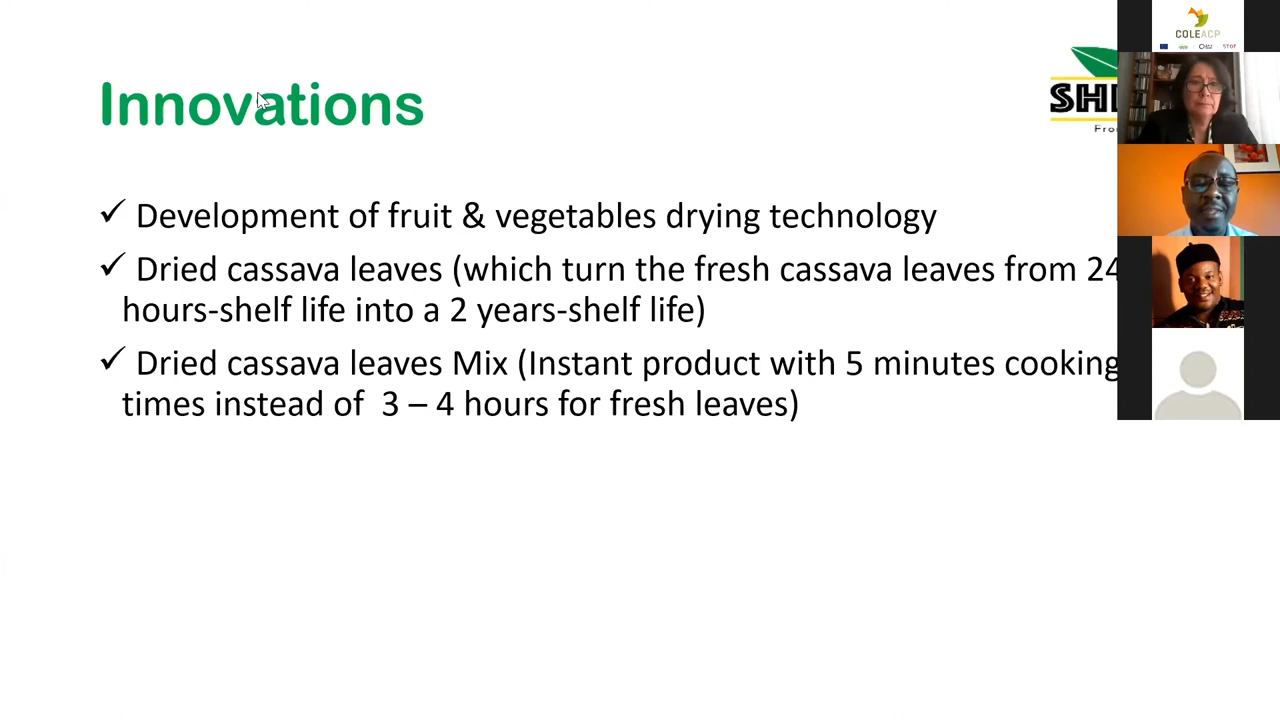 Innovations
SHI
Fro
COLEACP
✓ Development of fruit & vegetables drying technology
✓ Dried cassava leaves (which turn the fresh cassava leaves from 24
hours-shelf life into a 2 years-shelf life)
✓ Dried cassava leaves Mix (Instant product with 5 minutes cooking
times instead of 3 – 4 hours for fresh leaves)